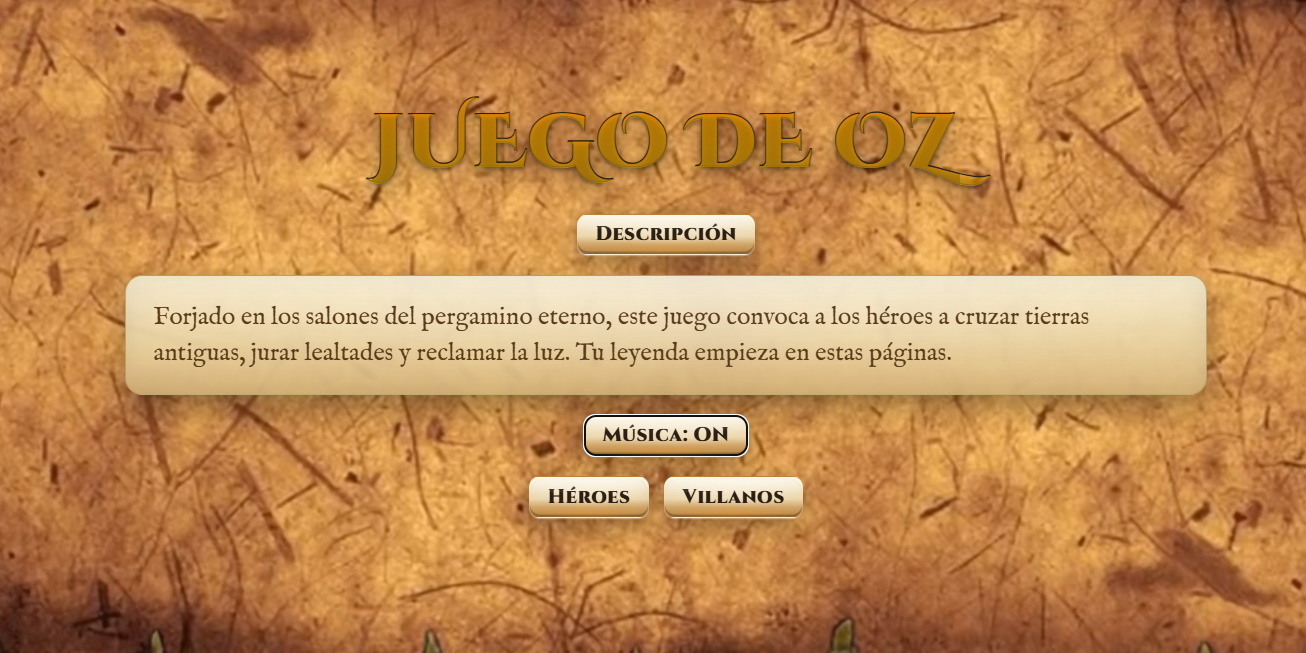 JUEGO DE OZ
Descripción
Forjado en los salones del pergamino eterno, este juego convoca a los héroes a cruzar tierras
antiguas, jurar lealtades y reclamar la luz. Tu leyenda empieza en estas páginas.
Música: ON
Héroes Villanos